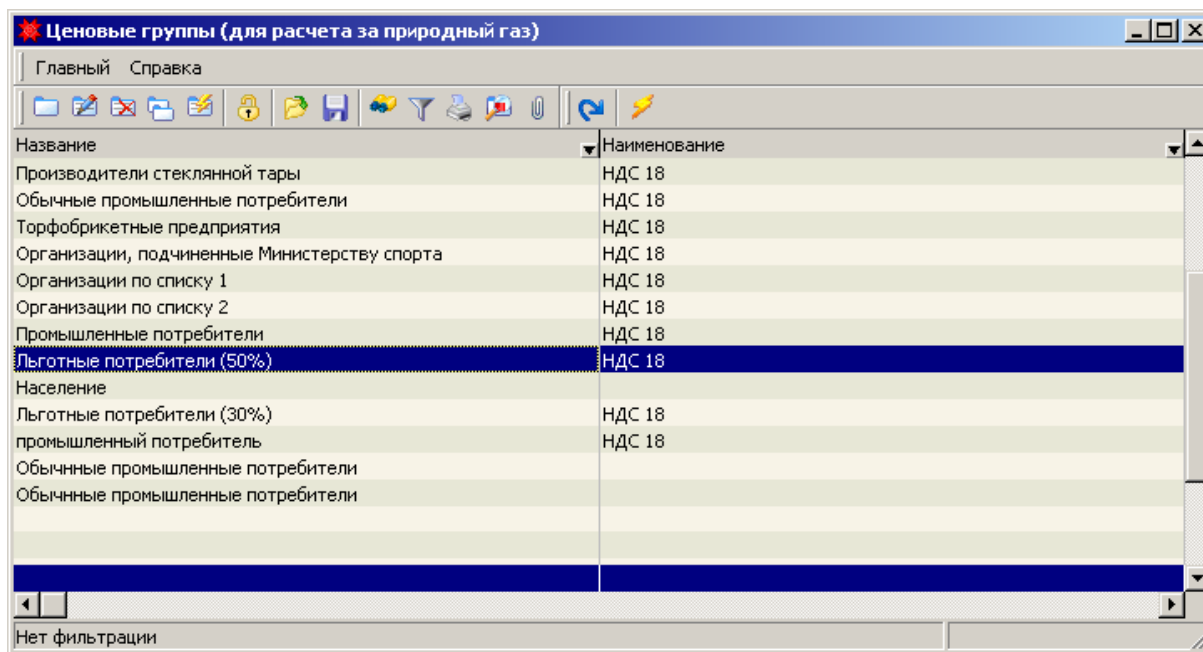 Ценовые группы (для расчета за природный газ)
Главный Справка
Название Наименование
Производители стеклянной тары НДС 18
Обычные промышленные потребители НДС 18
Торфобрикетные предприятия НДС 18
Организации, подчиненные Министерству спорта НДС 18
Организации по списку 1 НДС 18
Организации по списку 2 НДС 18
Промышленные потребители НДС 18
Льготные потребители (50%) НДС 18
Население
Льготные потребители (30%) НДС 18
промышленный потребитель НДС 18
Обычнные промышленные потребители
Обычнные промышленные потребители
Нет фильтрации